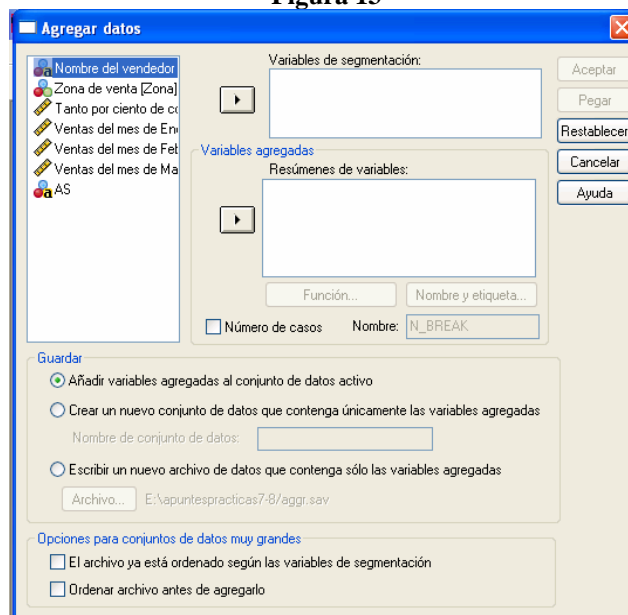 Figura 15
Agregar datos
Nombre del vendedor
Zona de venta [Zona]
Tanto por ciento de co
Ventas del mes de En
Ventas del mes de Feb
Ventas del mes de Ma
AS
Variables de segmentación:
Variables agregadas
Resúmenes de variables:
Función...
Nombre y etiqueta...
Número de casos
Nombre:
N_BREAK
Aceptar
Pegar
Restablecer
Cancelar
Ayuda
Guardar
Añadir variables agregadas al conjunto de datos activo
Crear un nuevo conjunto de datos que contenga únicamente las variables agregadas
Nombre de conjunto de datos:
Escribir un nuevo archivo de datos que contenga sólo las variables agregadas
Archivo...
E:\apuntespracticas7-8/aggr.sav
Opciones para conjuntos de datos muy grandes
El archivo ya está ordenado según las variables de segmentación
Ordenar archivo antes de agregarlo